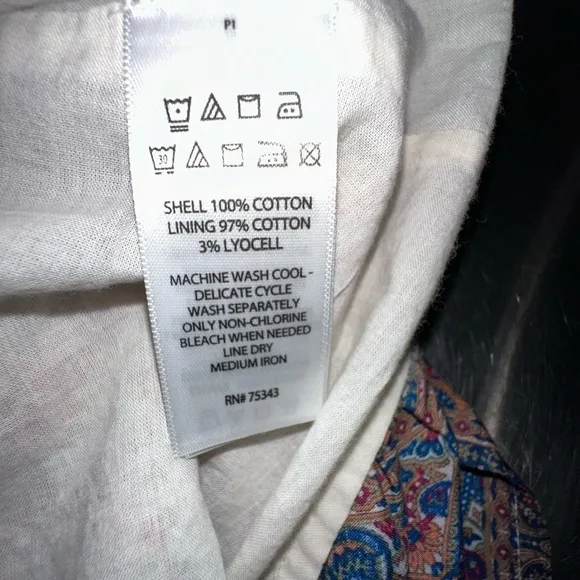 P1
30
SHELL 100% COTTON
LINING 97% COTTON
3% LYOCELL
MACHINE WASH COOL -
DELICATE CYCLE
WASH SEPARATELY
ONLY NON-CHLORINE
BLEACH WHEN NEEDED
LINE DRY
MEDIUM IRON
RN# 75343